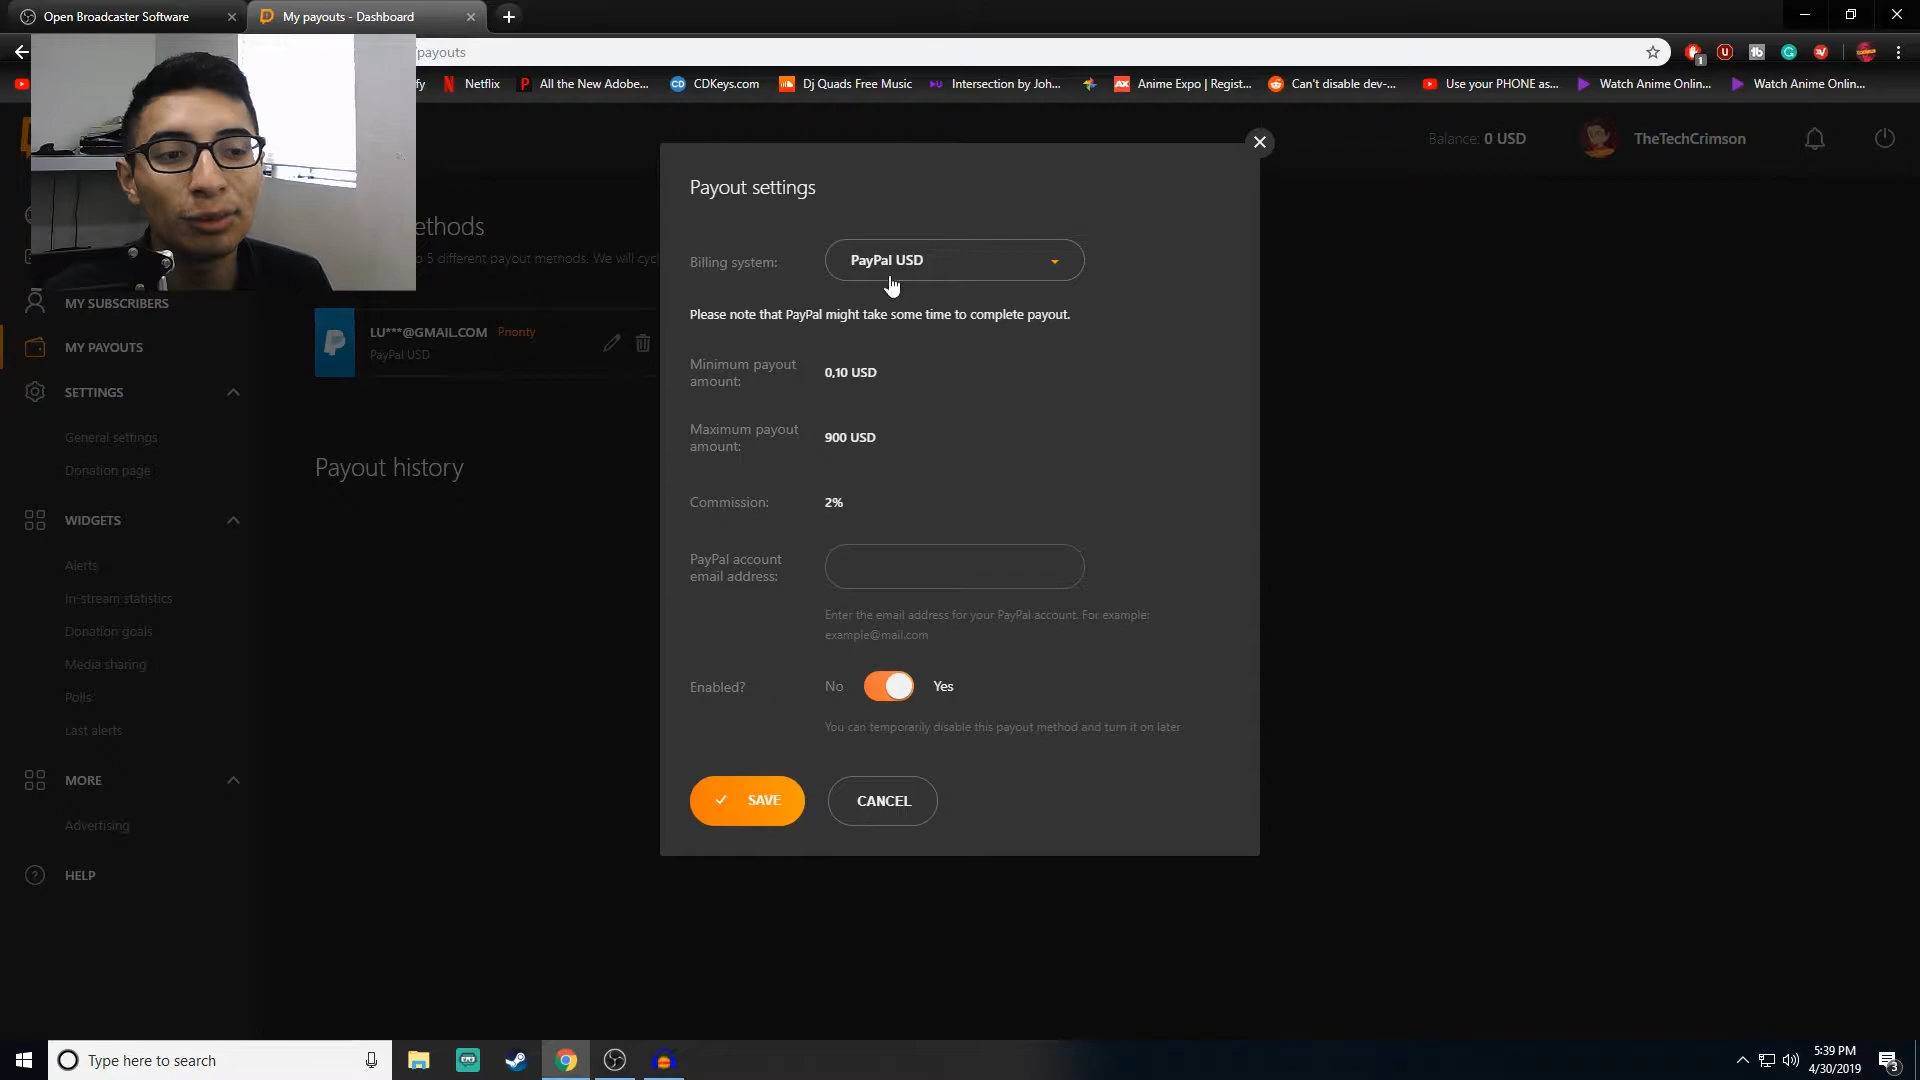 Open Broadcaster Software
My payouts - Dashboard
payouts
fy
Netflix
All the New Adobe...
CDKeys.com
Dj Quads Free Music
Intersection by Joh...
Anime Expo | Regist...
Can't disable dev-...
Use your PHONE as...
Watch Anime Onlin...
Watch Anime Onlin...
Balance: 0 USD
TheTechCrimson
ethods
o 5 different payout methods. We will cycl
LU***@GMAIL.COM Priority
PayPal USD
Payout history
MY SUBSCRIBERS
MY PAYOUTS
SETTINGS
General settings
Donation page
WIDGETS
Alerts
In-stream statistics
Donation goals
Media sharing
Polls
Last alerts
MORE
Advertising
HELP
Payout settings
Billing system:
PayPal USD
Please note that PayPal might take some time to complete payout.
Minimum payout
amount:
0,10 USD
Maximum payout
amount:
900 USD
Commission:
2%
PayPal account
email address:
Enter the email address for your PayPal account. For example:
example@mail.com
Enabled?
No
Yes
You can temporarily disable this payout method and turn it on later
SAVE
CANCEL
Type here to search
5:39 PM
4/30/2019
3